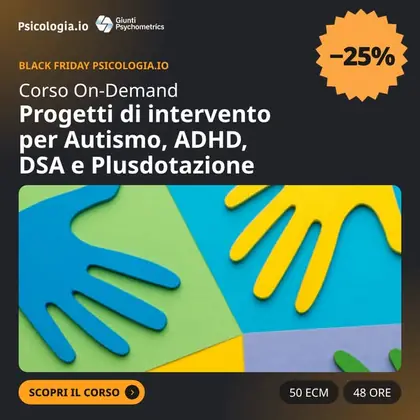 Psicologia.io
Giunti
Psychometrics
−25%
BLACK FRIDAY PSICOLOGIA.IO
Corso On-Demand
Progetti di intervento
per Autismo, ADHD,
DSA e Plusdotazione
SCOPRI IL CORSO
50 ECM
48 ORE